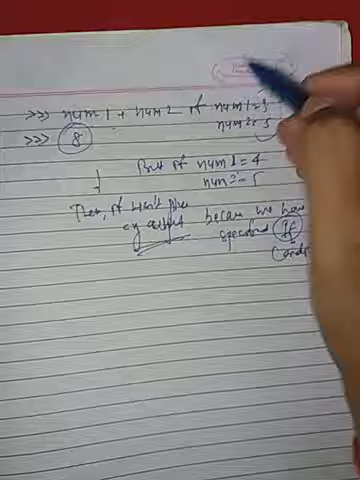 >>> num1 + num2 if num1=3
num2=5
>>> 8
But if num1=4
num2=5
Then, it won't give
any output because we have
specified If
Condi